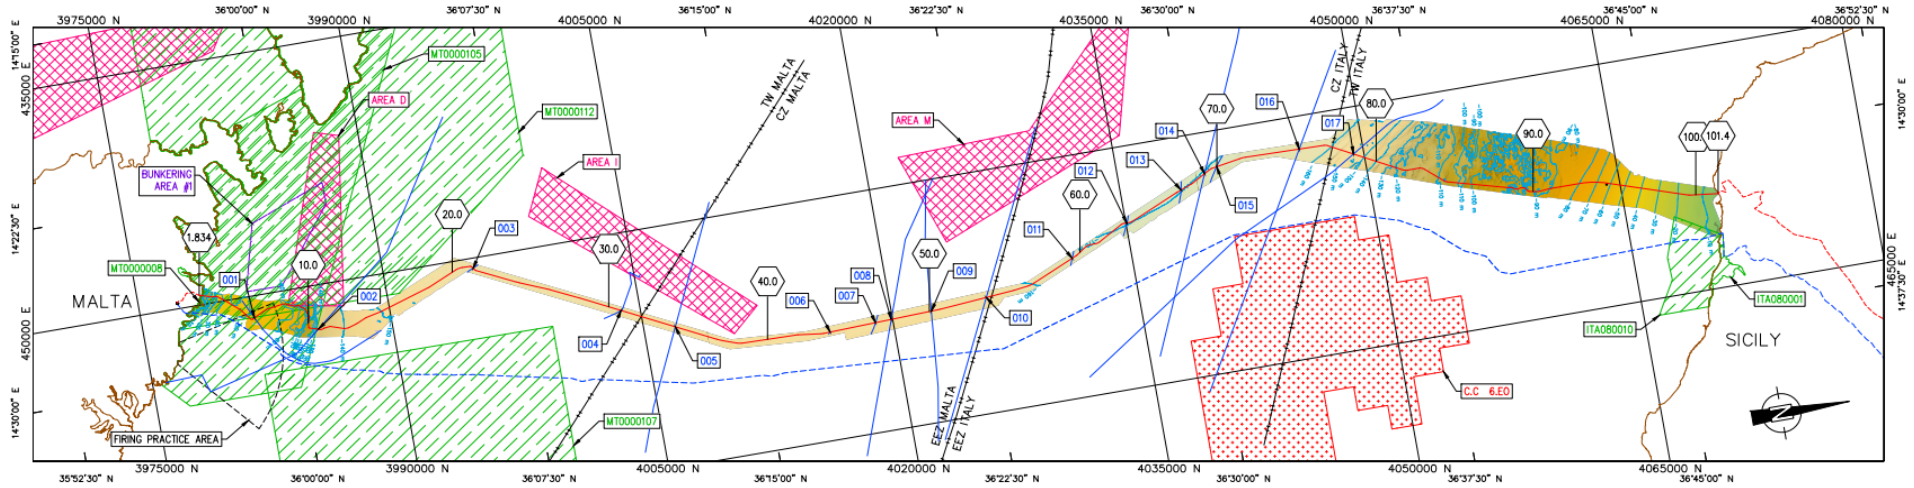 36°00'00" N
36°07'30" N
36°15'00" N
36°22'30" N
36°30'00" N
36°37'30" N
36°45'00" N
36°52'30" N
3975000 N
3990000 N
4005000 N
4020000 N
4035000 N
4050000 N
4065000 N
4080000 N
14°15'00" E
435000 E
14°22'30" E
450000 E
14°30'00" E
14°30'00" E
465000 E
14°37'30" E
MT0000105
AREA D
MT0000112
BUNKERING
AREA #1
AREA I
AREA M
TW MALTA
CZ MALTA
CZ ITALY
TW ITALY
1.834
10.0
20.0
30.0
40.0
50.0
60.0
70.0
80.0
90.0
100.
101.4
MT0000008
001
002
003
004
005
006
007
008
009
010
011
012
013
014
015
016
017
MALTA
SICILY
ITA080001
ITA080010
C.C 6.EO
EEZ MALTA
EEZ ITALY
MT0000107
FIRING PRACTICE AREA
N
3975000 N
3990000 N
4005000 N
4020000 N
4035000 N
4050000 N
4065000 N
35°52'30" N
36°00'00" N
36°07'30" N
36°15'00" N
36°22'30" N
36°30'00" N
36°37'30" N
36°45'00" N